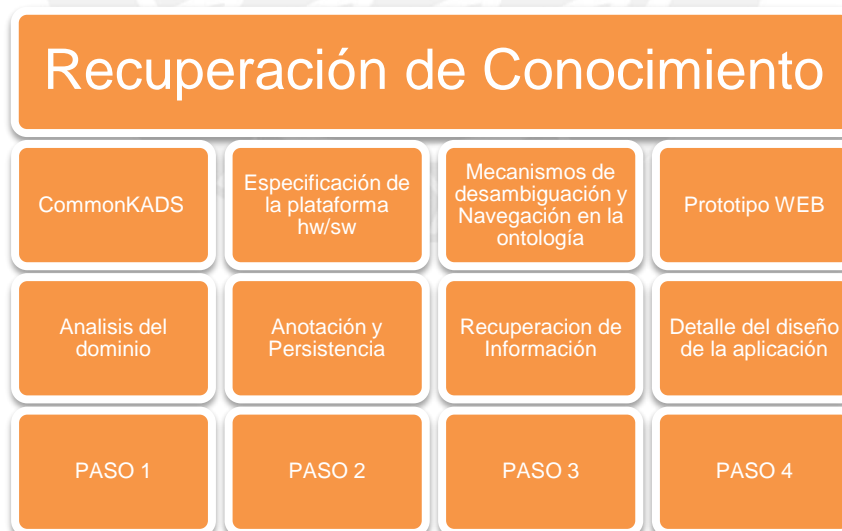 Recuperación de Conocimiento
CommonKADS
Especificación de
la plataforma
hw/sw
Mecanismos de
desambiguación y
Navegación en la
ontología
Prototipo WEB
Analisis del
dominio
Anotación y
Persistencia
Recuperacion de
Información
Detalle del diseño
de la aplicación
PASO 1
PASO 2
PASO 3
PASO 4